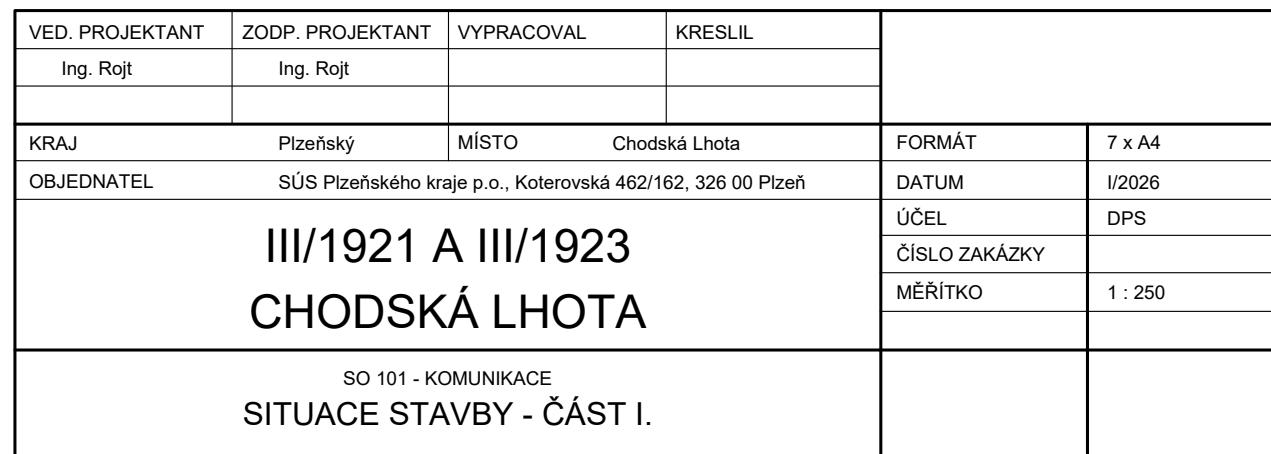 VED. PROJEKTANT ZODP. PROJEKTANT VYPRACOVAL KRESLIL
Ing. Rojt Ing. Rojt
KRAJ Plzeňský MÍSTO Chodská Lhota
OBJEDNATEL SÚS Plzeňského kraje p.o., Koterovská 462/162, 326 00 Plzeň
III/1921 A III/1923
CHODSKÁ LHOTA
FORMÁT 7 x A4
DATUM I/2026
ÚČEL DPS
ČÍSLO ZAKÁZKY
MĚŘÍTKO 1 : 250
SO 101 - KOMUNIKACE
SITUACE STAVBY - ČÁST I.